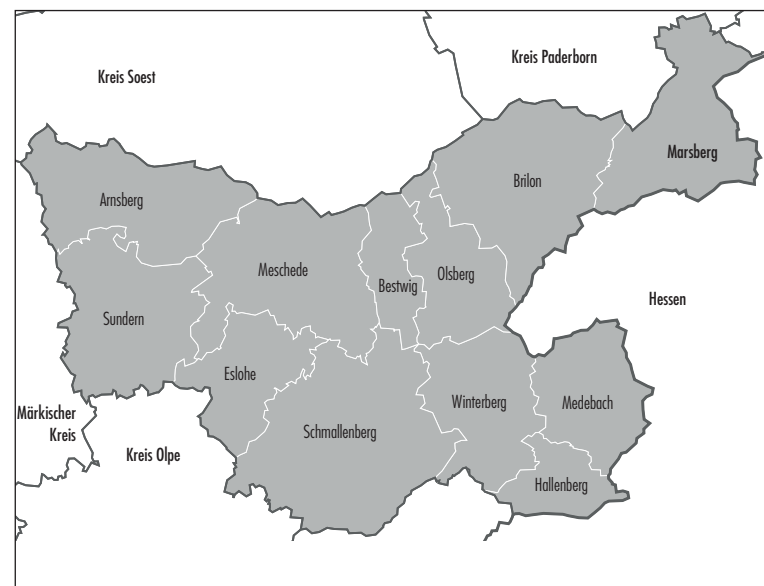 Kreis Soest
Kreis Paderborn
Marsberg
Brilon
Arnsberg
Meschede
Bestwig
Olsberg
Hessen
Sundern
Eslohe
Winterberg
Medebach
Märkischer
Kreis
Schmallenberg
Kreis Olpe
Hallenberg